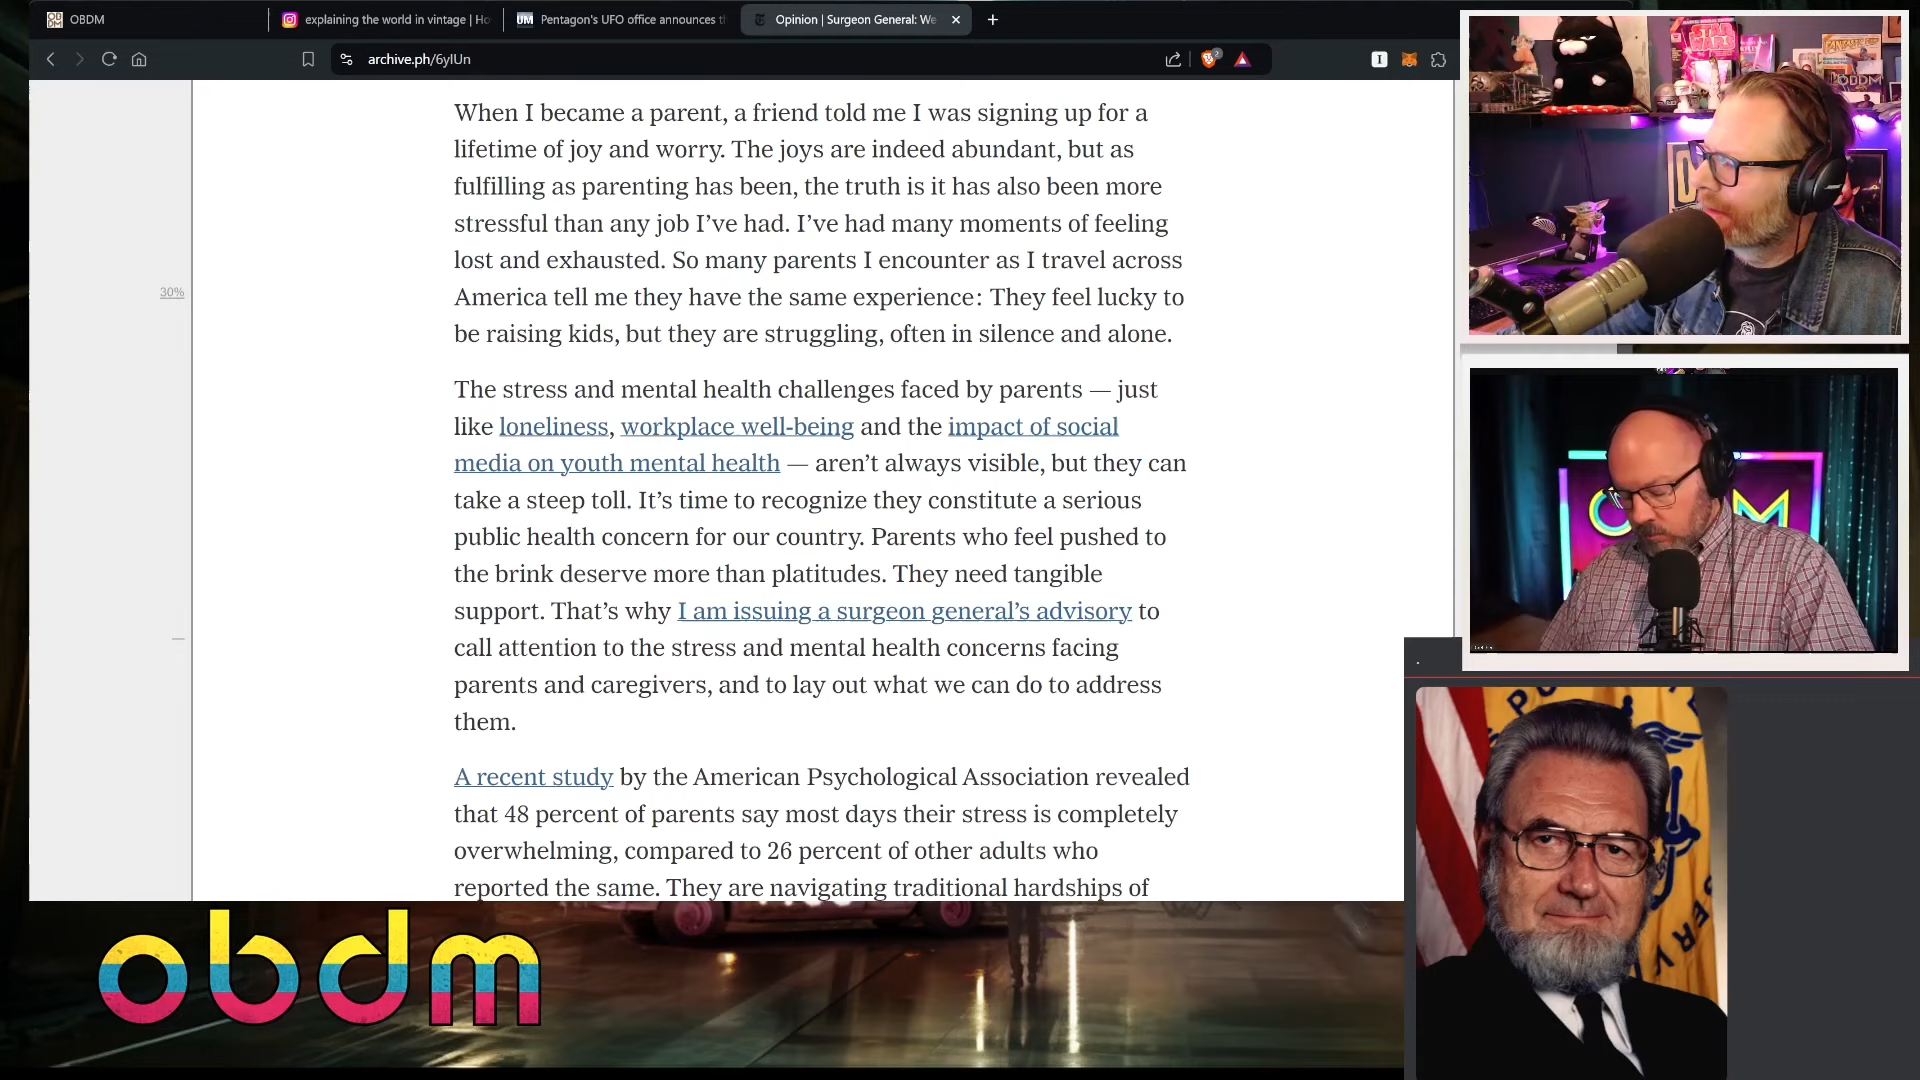 OBDM
explaining the world in vintage | Ho
UM
Pentagon's UFO office announces t
Opinion | Surgeon General: We
archive.ph/6yIUn
2
30%
When I became a parent, a friend told me I was signing up for a
lifetime of joy and worry. The joys are indeed abundant, but as
fulfilling as parenting has been, the truth is it has also been more
stressful than any job I’ve had. I’ve had many moments of feeling
lost and exhausted. So many parents I encounter as I travel across
America tell me they have the same experience: They feel lucky to
be raising kids, but they are struggling, often in silence and alone.
The stress and mental health challenges faced by parents — just
like loneliness, workplace well-being and the impact of social
media on youth mental health — aren’t always visible, but they can
take a steep toll. It’s time to recognize they constitute a serious
public health concern for our country. Parents who feel pushed to
the brink deserve more than platitudes. They need tangible
support. That’s why I am issuing a surgeon general’s advisory to
call attention to the stress and mental health concerns facing
parents and caregivers, and to lay out what we can do to address
them.
A recent study by the American Psychological Association revealed
that 48 percent of parents say most days their stress is completely
overwhelming, compared to 26 percent of other adults who
reported the same. They are navigating traditional hardships of
obdm
STAR WARS
OBDM